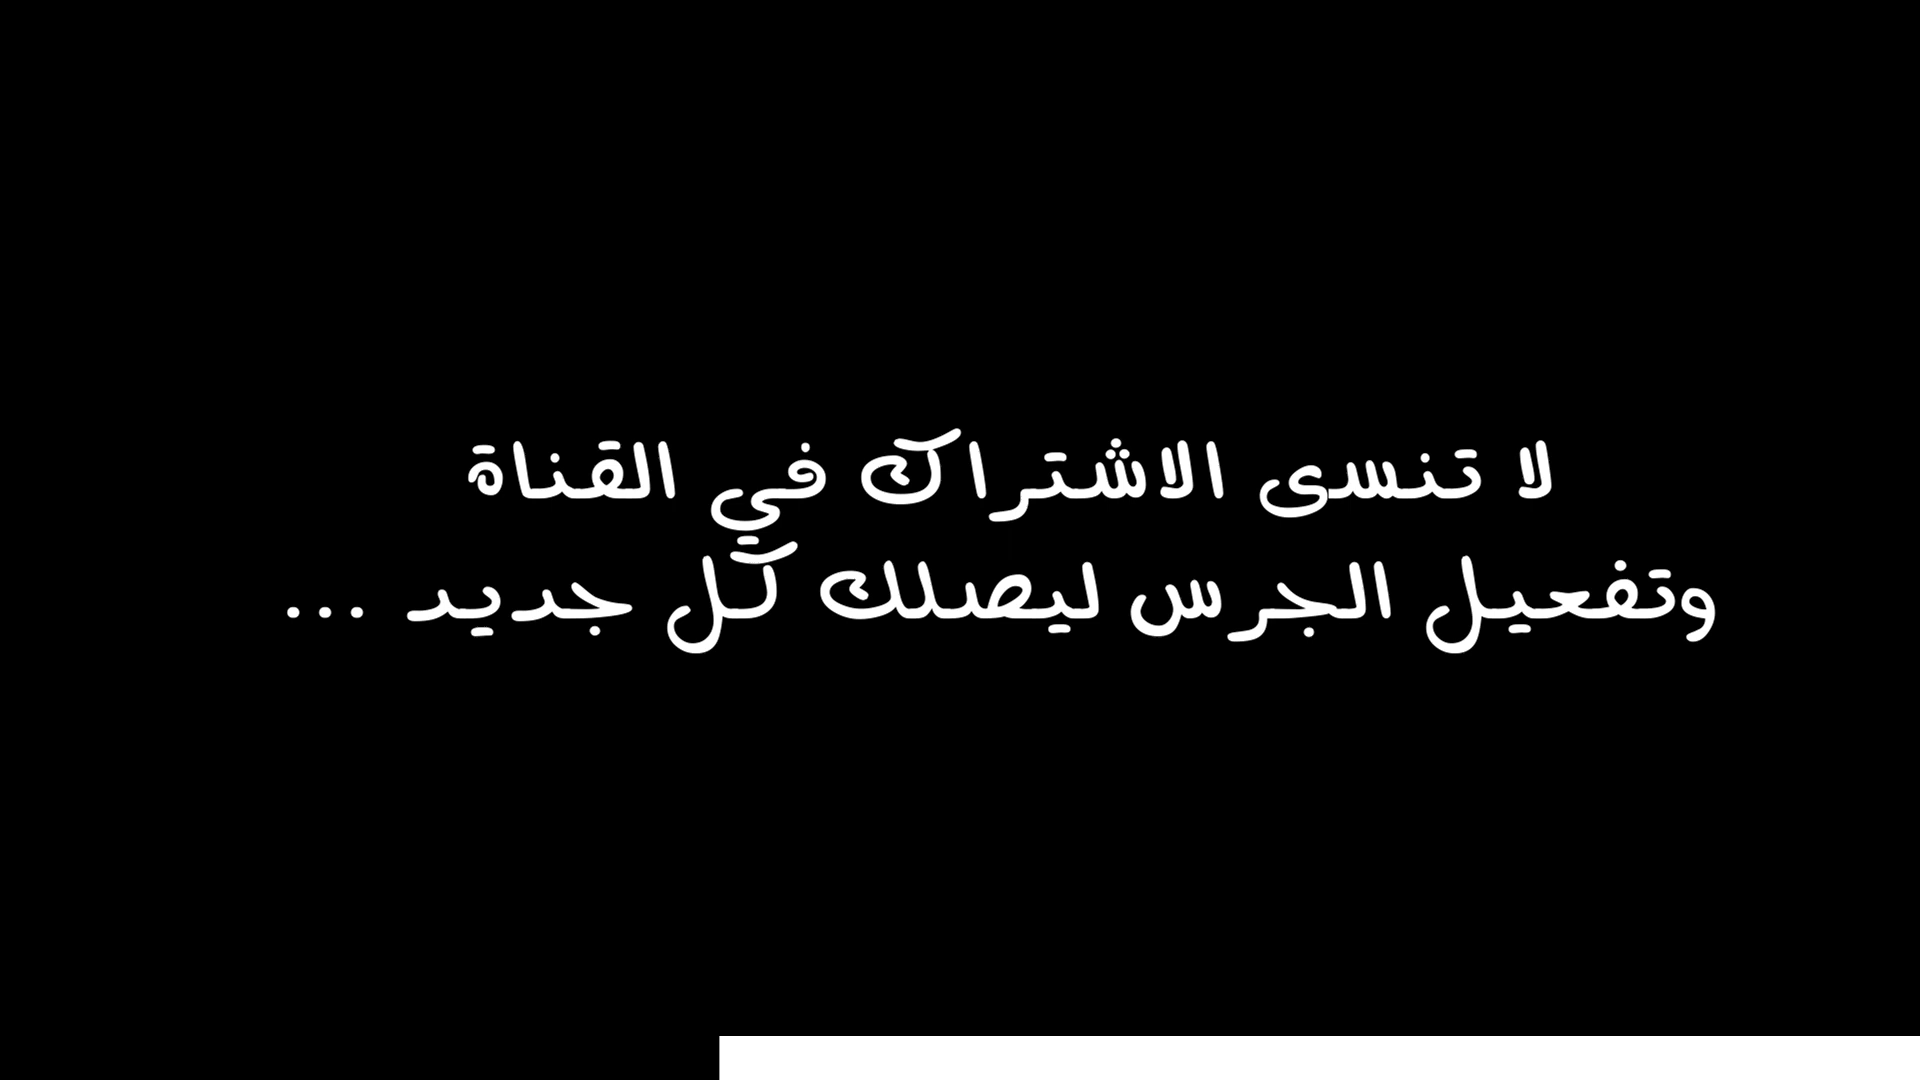 لا تنسى الاشتراك في القناة
وتفعيل الجرس ليصلك كل جديد ...